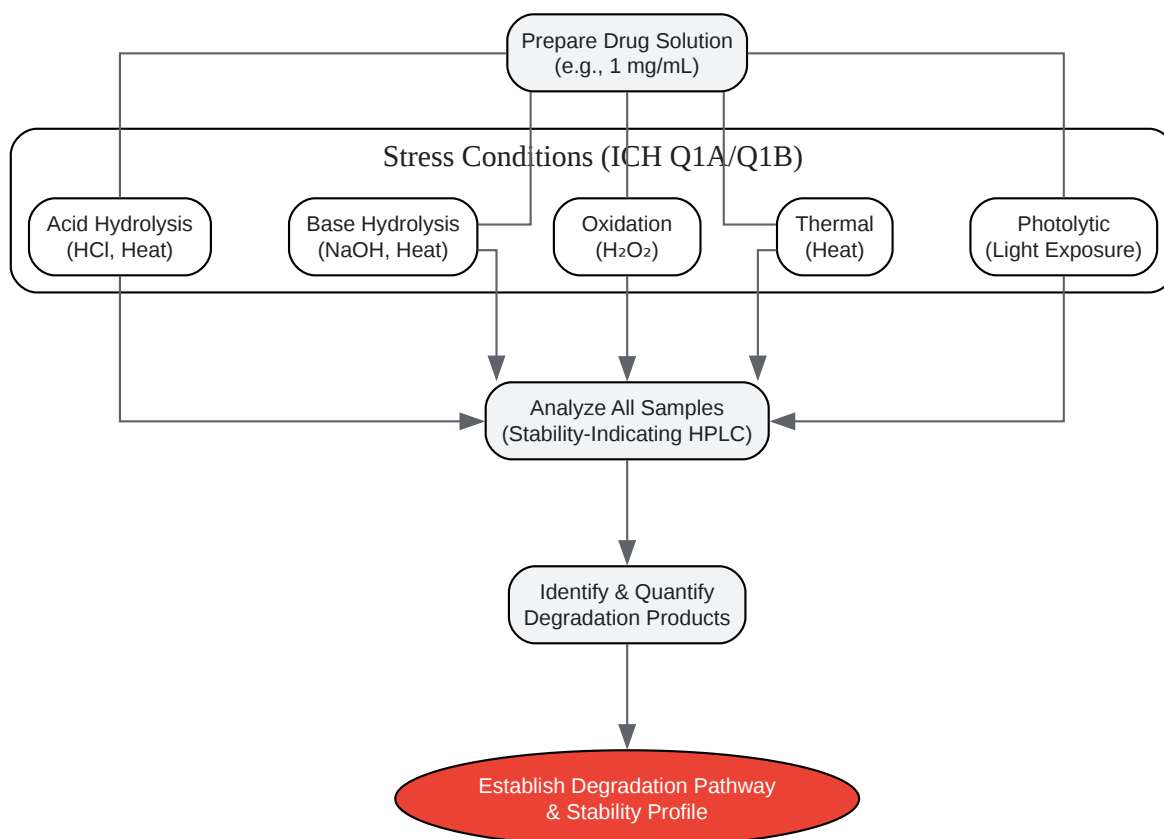 Prepare Drug Solution
(e.g., 1 mg/mL)
Stress Conditions (ICH Q1A/Q1B)
Acid Hydrolysis
(HCl, Heat)
Base Hydrolysis
(NaOH, Heat)
Oxidation
(H₂O₂)
Thermal
(Heat)
Photolytic
(Light Exposure)
Analyze All Samples
(Stability-Indicating HPLC)
Identify & Quantify
Degradation Products
Establish Degradation Pathway
& Stability Profile